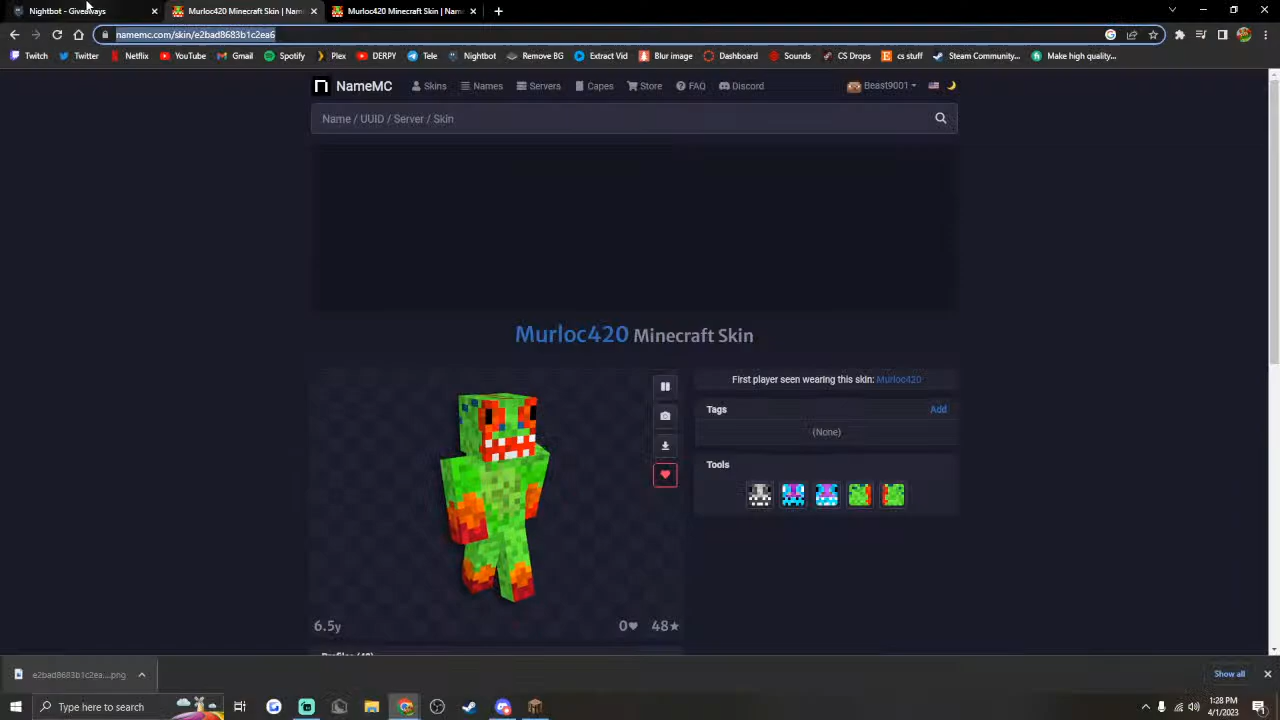 Nightbot - Giveaways
Murloc420 Minecraft Skin | Nam
Murloc420 Minecraft Skin | Nam
namemc.com/skin/e2bad8683b1c2ea6
Twitch
Twitter
Netflix
YouTube
Gmail
Spotify
Plex
DERPY
Tele
Nightbot
Remove BG
Extract Vid
Blur image
Dashboard
Sounds
CS Drops
cs stuff
Steam Community...
Make high quality...
NameMC
Skins
Names
Servers
Capes
Store
FAQ
Discord
Beast9001
Name / UUID / Server / Skin
Murloc420 Minecraft Skin
First player seen wearing this skin: Murloc420
Tags
Add
(None)
Tools
6.5y
0♥
48★
e2bad8683b1c2ea....png
Show all
Type here to search
1:28 PM
4/1/2023